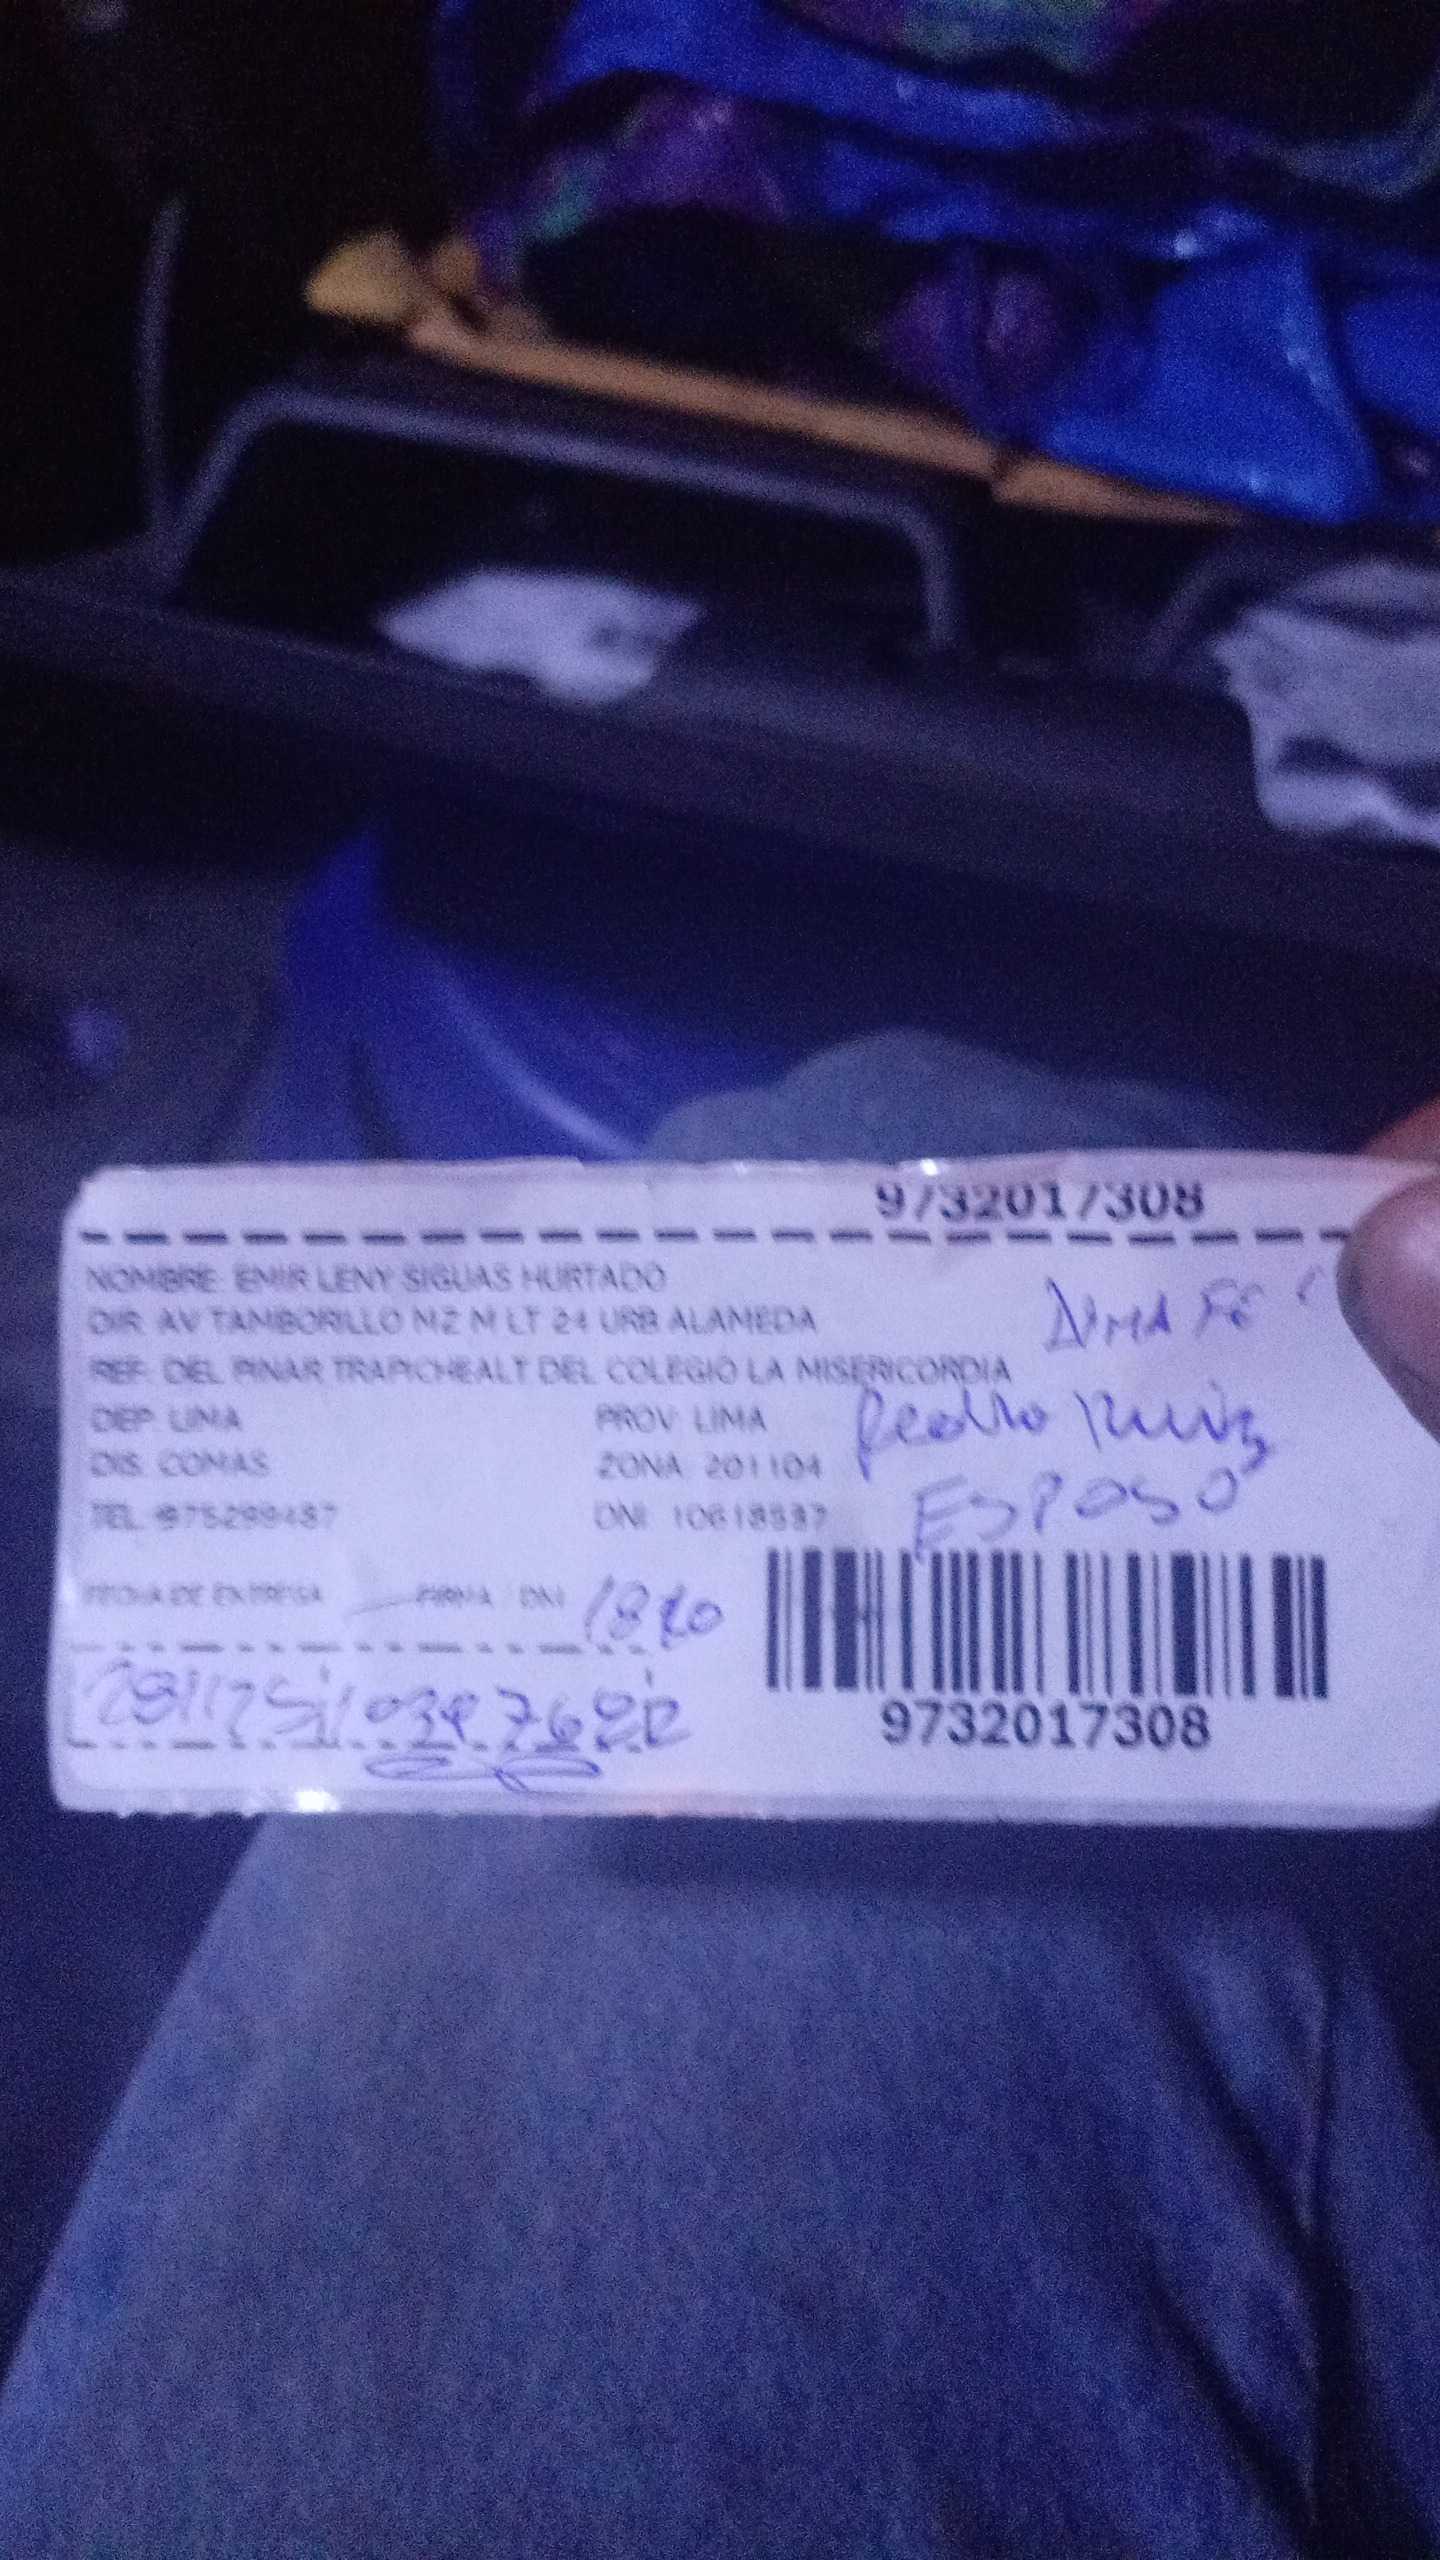 9732017308
NOMBRE: EMIR LENY SIGUAS HURTADO
DIR: AV TAMBORILLO MZ M LT 24 URB ALAMEDA
REF: DEL PINAR TRAPICHEALT DEL COLEGIO LA MISERICORDIA
DEP: LIMA PROV: LIMA
Pedro Ruiz
DIS: COMAS ZONA: 201104
ESPOSO
TEL: 975299487 DNI: 10618537
FECHA DE ENTREGA FIRMA DNI
9732017308